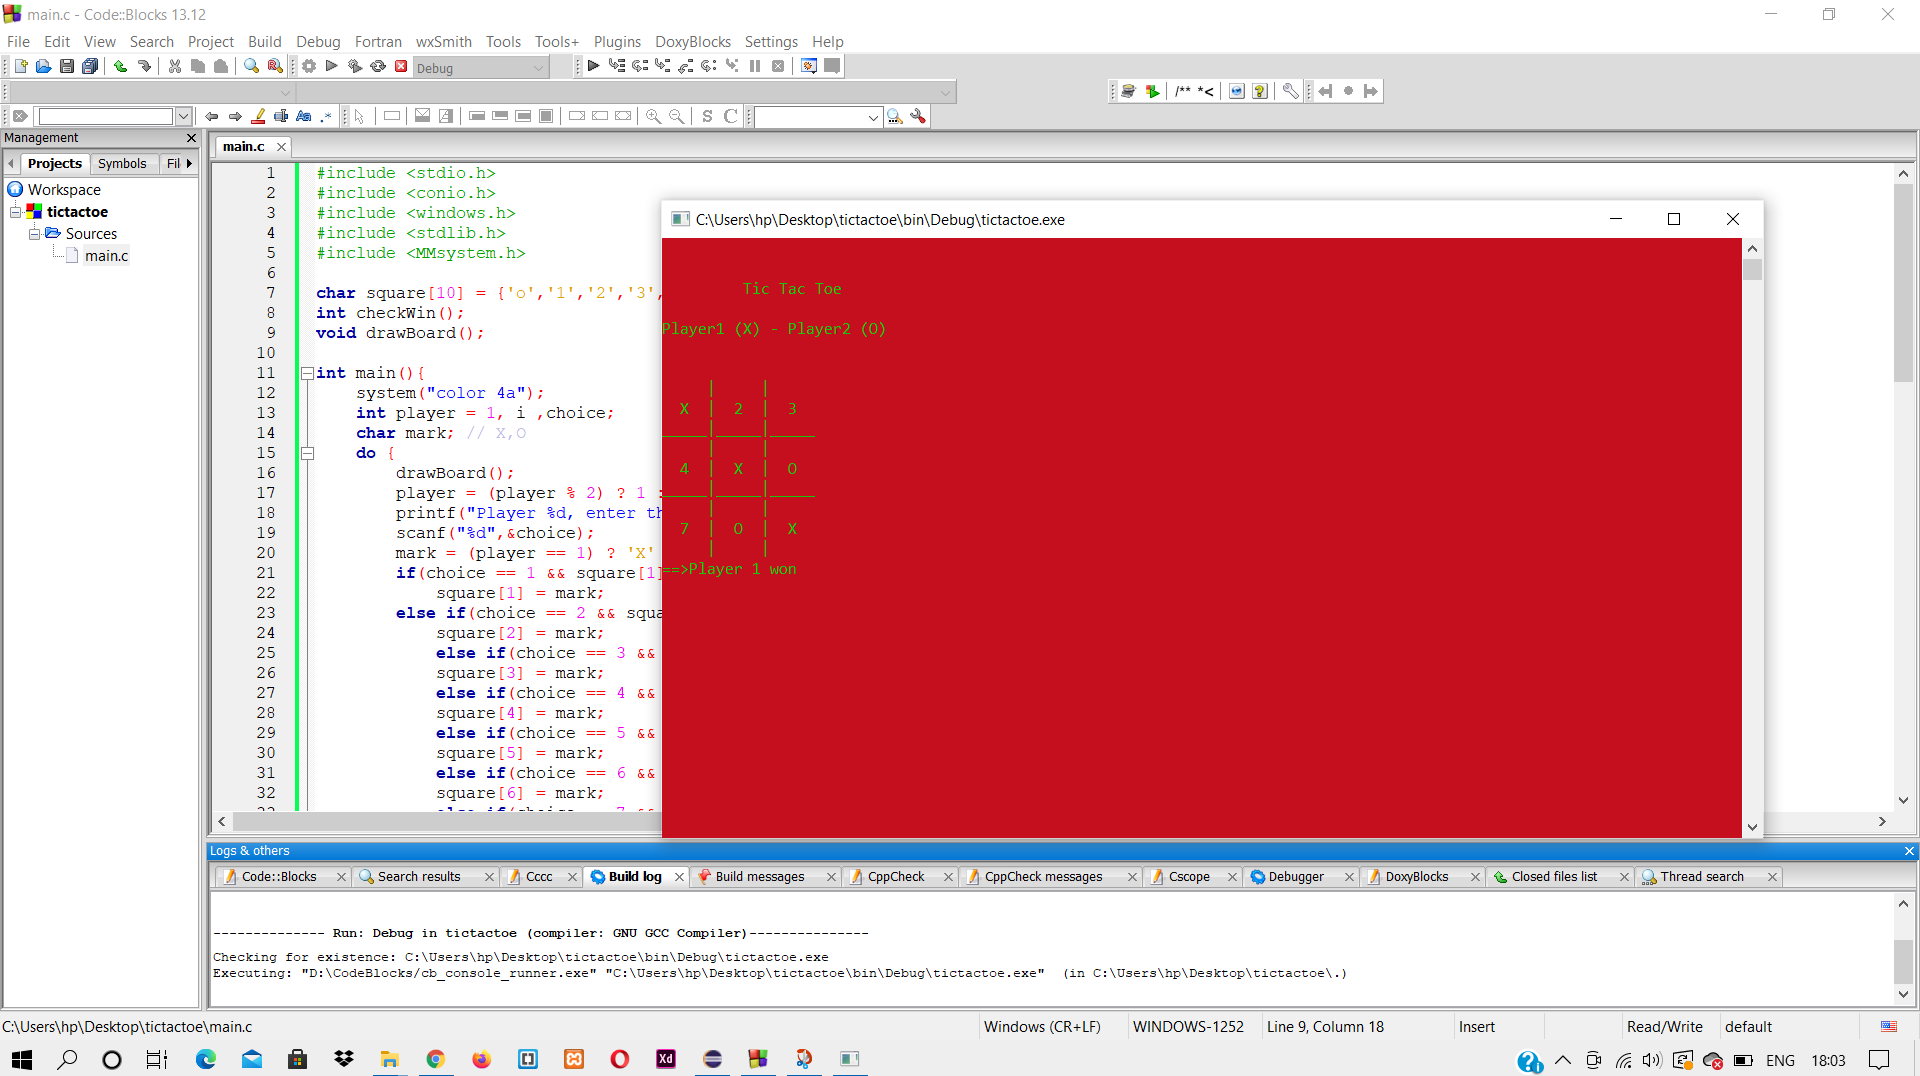 main.c - Code::Blocks 13.12
File Edit View Search Project Build Debug Fortran wxSmith Tools Tools+ Plugins DoxyBlocks Settings Help
Debug
/** *<
Aa .*
S C
Management
Projects Symbols Fil
Workspace
tictactoe
Sources
main.c
main.c
1 #include <stdio.h>
2 #include <conio.h>
3 #include <windows.h>
4 #include <stdlib.h>
5 #include <MMsystem.h>
6
7 char square[10] = {'o','1','2','3',
8 int checkWin();
9 void drawBoard();
10
11 int main(){
12 system("color 4a");
13 int player = 1, i ,choice;
14 char mark; // X,O
15 do {
16 drawBoard();
17 player = (player % 2) ? 1 :
18 printf("Player %d, enter th
19 scanf("%d",&choice);
20 mark = (player == 1) ? 'X'
21 if(choice == 1 && square[1]
22 square[1] = mark;
23 else if(choice == 2 && squa
24 square[2] = mark;
25 else if(choice == 3 &&
26 square[3] = mark;
27 else if(choice == 4 &&
28 square[4] = mark;
29 else if(choice == 5 &&
30 square[5] = mark;
31 else if(choice == 6 &&
32 square[6] = mark;
C:\Users\hp\Desktop\tictactoe\bin\Debug\tictactoe.exe
Tic Tac Toe
Player1 (X) - Player2 (O)
X | 2 | 3
4 | X | O
7 | O | X
==>Player 1 won
Logs & others
Code::Blocks Search results Cccc Build log Build messages CppCheck CppCheck messages Cscope Debugger DoxyBlocks Closed files list Thread search
-------------- Run: Debug in tictactoe (compiler: GNU GCC Compiler)---------------
Checking for existence: C:\Users\hp\Desktop\tictactoe\bin\Debug\tictactoe.exe
Executing: "D:\CodeBlocks/cb_console_runner.exe" "C:\Users\hp\Desktop\tictactoe\bin\Debug\tictactoe.exe" (in C:\Users\hp\Desktop\tictactoe\.)
C:\Users\hp\Desktop\tictactoe\main.c Windows (CR+LF) WINDOWS-1252 Line 9, Column 18 Insert Read/Write default
Xd ENG 18:03